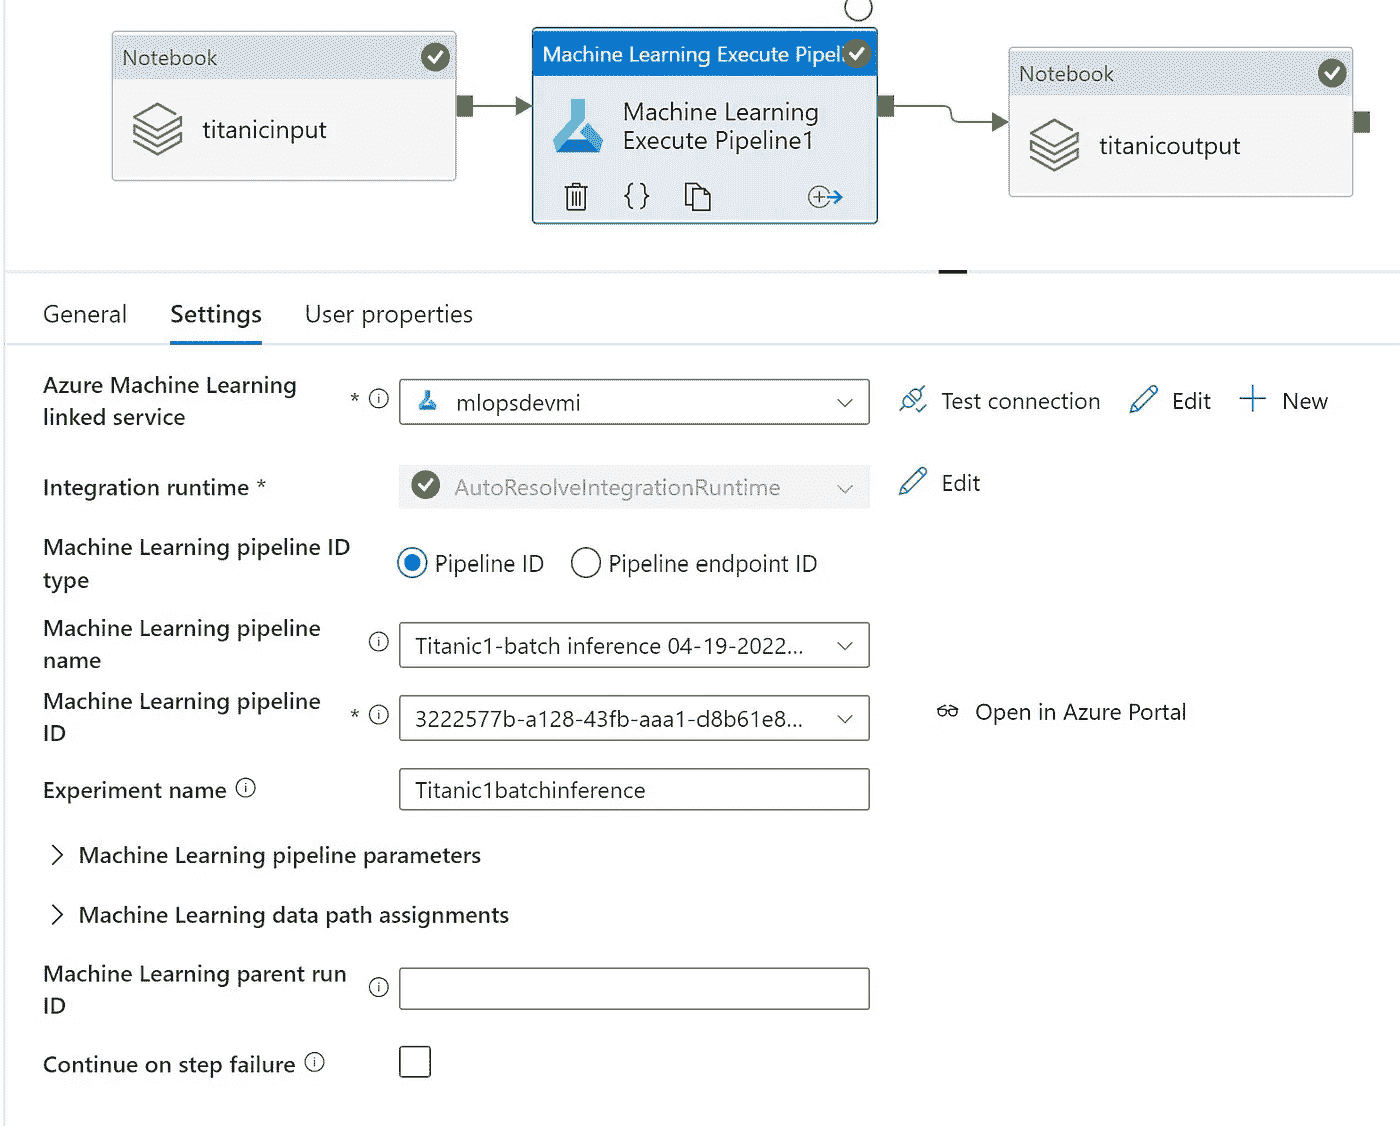 Notebook
titanicinput
Machine Learning Execute Pipel
Machine Learning
Execute Pipeline1
{}
Notebook
titanicoutput
General Settings User properties
Azure Machine Learning
linked service * mlopsdevmi Test connection Edit New
Integration runtime * AutoResolveIntegrationRuntime Edit
Machine Learning pipeline ID
type
Pipeline ID Pipeline endpoint ID
Machine Learning pipeline
name
Titanic1-batch inference 04-19-2022...
Machine Learning pipeline
ID
* 3222577b-a128-43fb-aaa1-d8b61e8... Open in Azure Portal
Experiment name Titanic1batchinference
Machine Learning pipeline parameters
Machine Learning data path assignments
Machine Learning parent run
ID
Continue on step failure